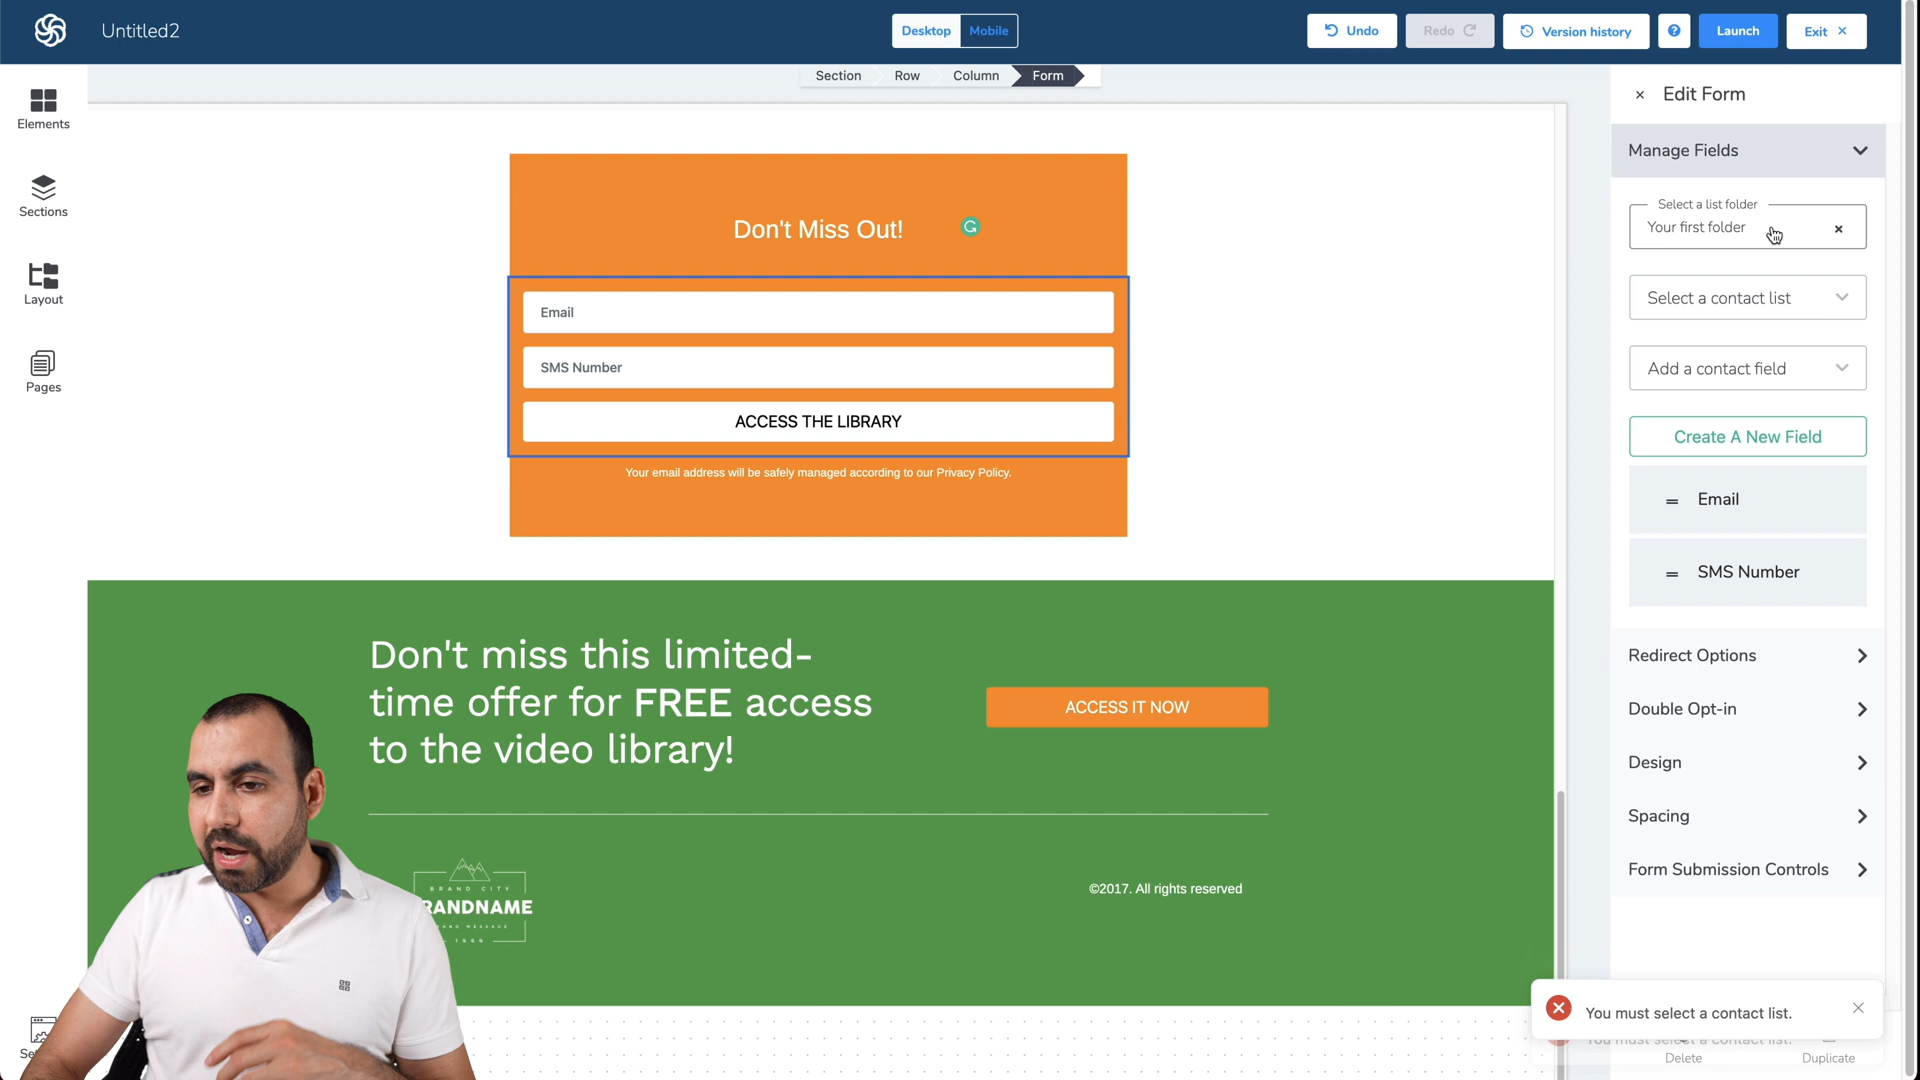 Untitled2
Desktop
Mobile
Undo
Redo
Version history
?
Launch
Exit
Section
Row
Column
Form
Elements
Sections
Layout
Pages
Don't Miss Out!
Email
SMS Number
ACCESS THE LIBRARY
Your email address will be safely managed according to our Privacy Policy.
Don't miss this limited-
time offer for FREE access
to the video library!
ACCESS IT NOW
BRAND CITY
RANDNAME
1996
©2017. All rights reserved
Edit Form
Manage Fields
Select a list folder
Your first folder
Select a contact list
Add a contact field
Create A New Field
Email
SMS Number
Redirect Options
Double Opt-in
Design
Spacing
Form Submission Controls
You must select a contact list.
You must select a contact list.
Delete
Duplicate